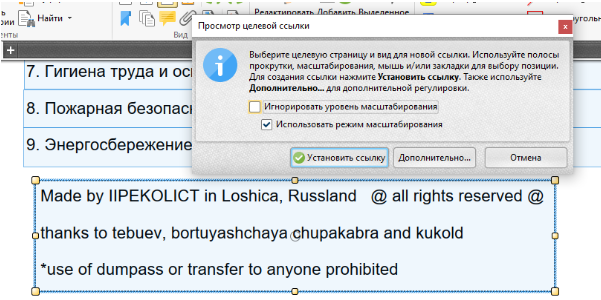 Просмотр целевой ссылки
Найти
Вид
Редактировать Добавить Выделенное
Выберите целевую страницу и вид для новой ссылки. Используйте полосы
прокрутки, масштабирования, мышь и/или закладки для выбора позиции.
Для создания ссылки нажмите Установить ссылку. Также используйте
Дополнительно... для дополнительной регулировки.
Игнорировать уровень масштабирования
Использовать режим масштабирования
Установить ссылку
Дополнительно...
Отмена
7. Гигиена труда и
8. Пожарная
9. Энергосбережение
Made by IIPEKOLICT in Loshica, Russland @ all rights reserved @
thanks to tebuev, bortuyashchaya chupakabra and kukold
*use of dumpass or transfer to anyone prohibited